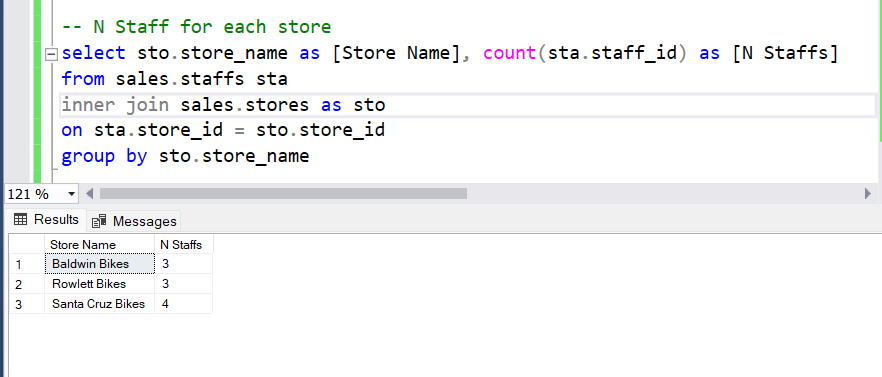 -- N Staff for each store
select sto.store_name as [Store Name], count(sta.staff_id) as [N Staffs]
from sales.staffs sta
inner join sales.stores as sto
on sta.store_id = sto.store_id
group by sto.store_name
121 %
Results Messages
Store Name N Staffs
1 Baldwin Bikes 3
2 Rowlett Bikes 3
3 Santa Cruz Bikes 4